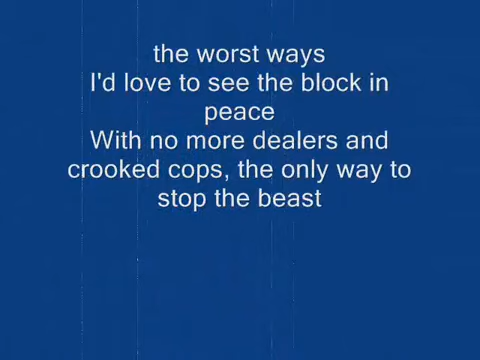 the worst ways
I'd love to see the block in
peace
With no more dealers and
crooked cops, the only way to
stop the beast